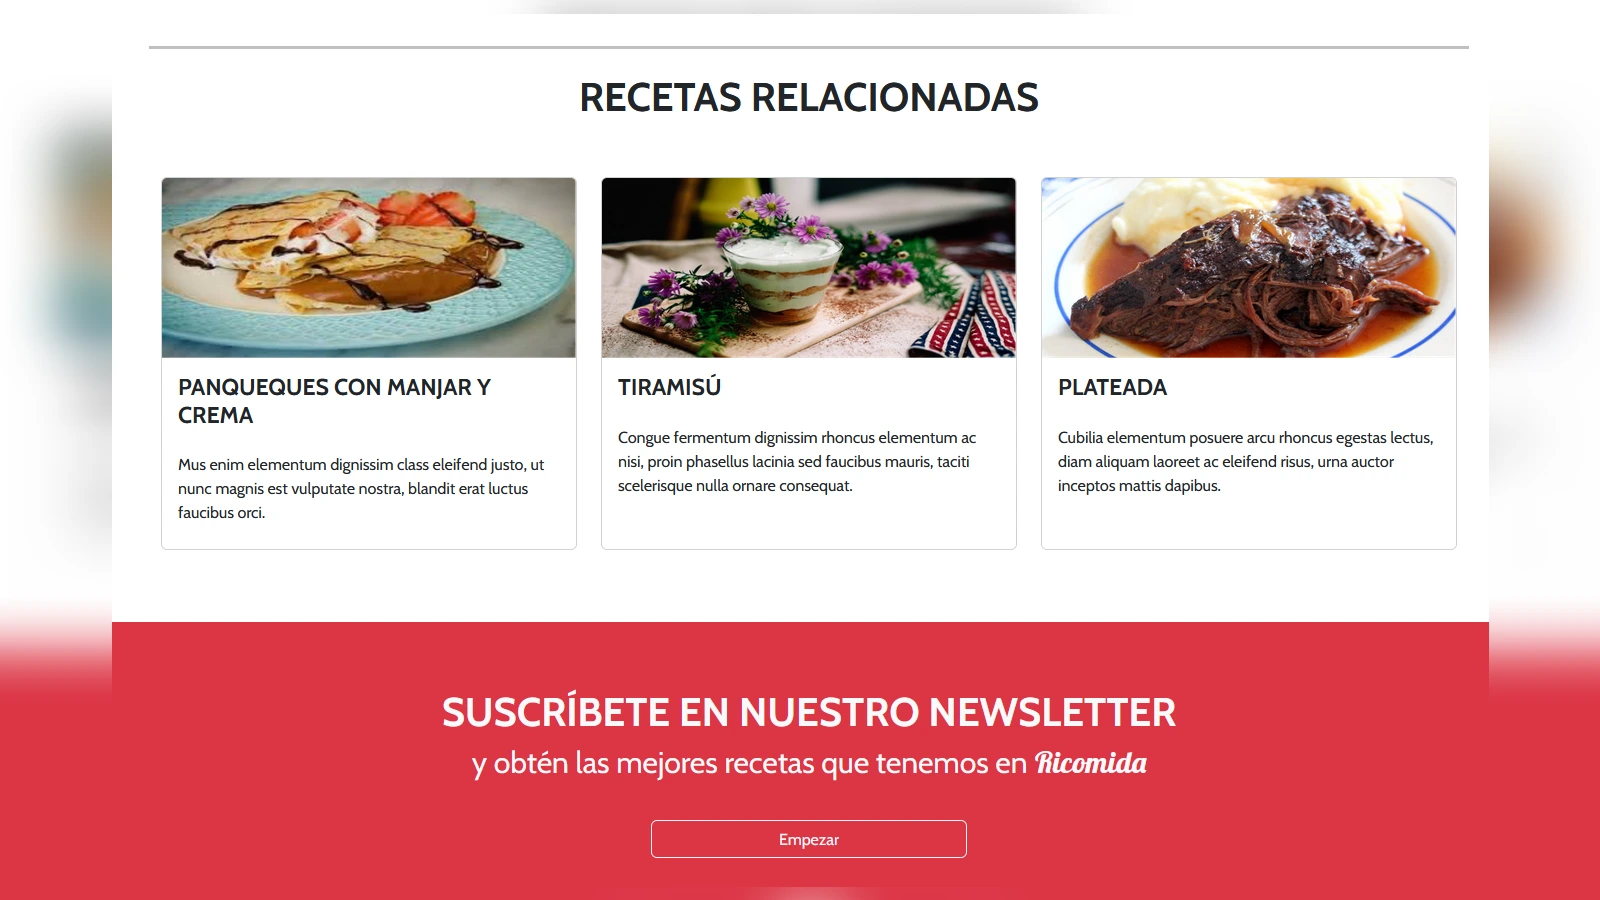 RECETAS RELACIONADAS
PANQUEQUES CON MANJAR Y
CREMA
Mus enim elementum dignissim class eleifend justo, ut
nunc magnis est vulputate nostra, blandit erat luctus
faucibus orci.
TIRAMISÚ
Congue fermentum dignissim rhoncus elementum ac
nisi, proin phasellus lacinia sed faucibus mauris, taciti
scelerisque nulla ornare consequat.
PLATEADA
Cubilia elementum posuere arcu rhoncus egestas lectus,
diam aliquam laoreet ac eleifend risus, urna auctor
inceptos mattis dapibus.
SUSCRÍBETE EN NUESTRO NEWSLETTER
y obtén las mejores recetas que tenemos en Ricomida
Empezar